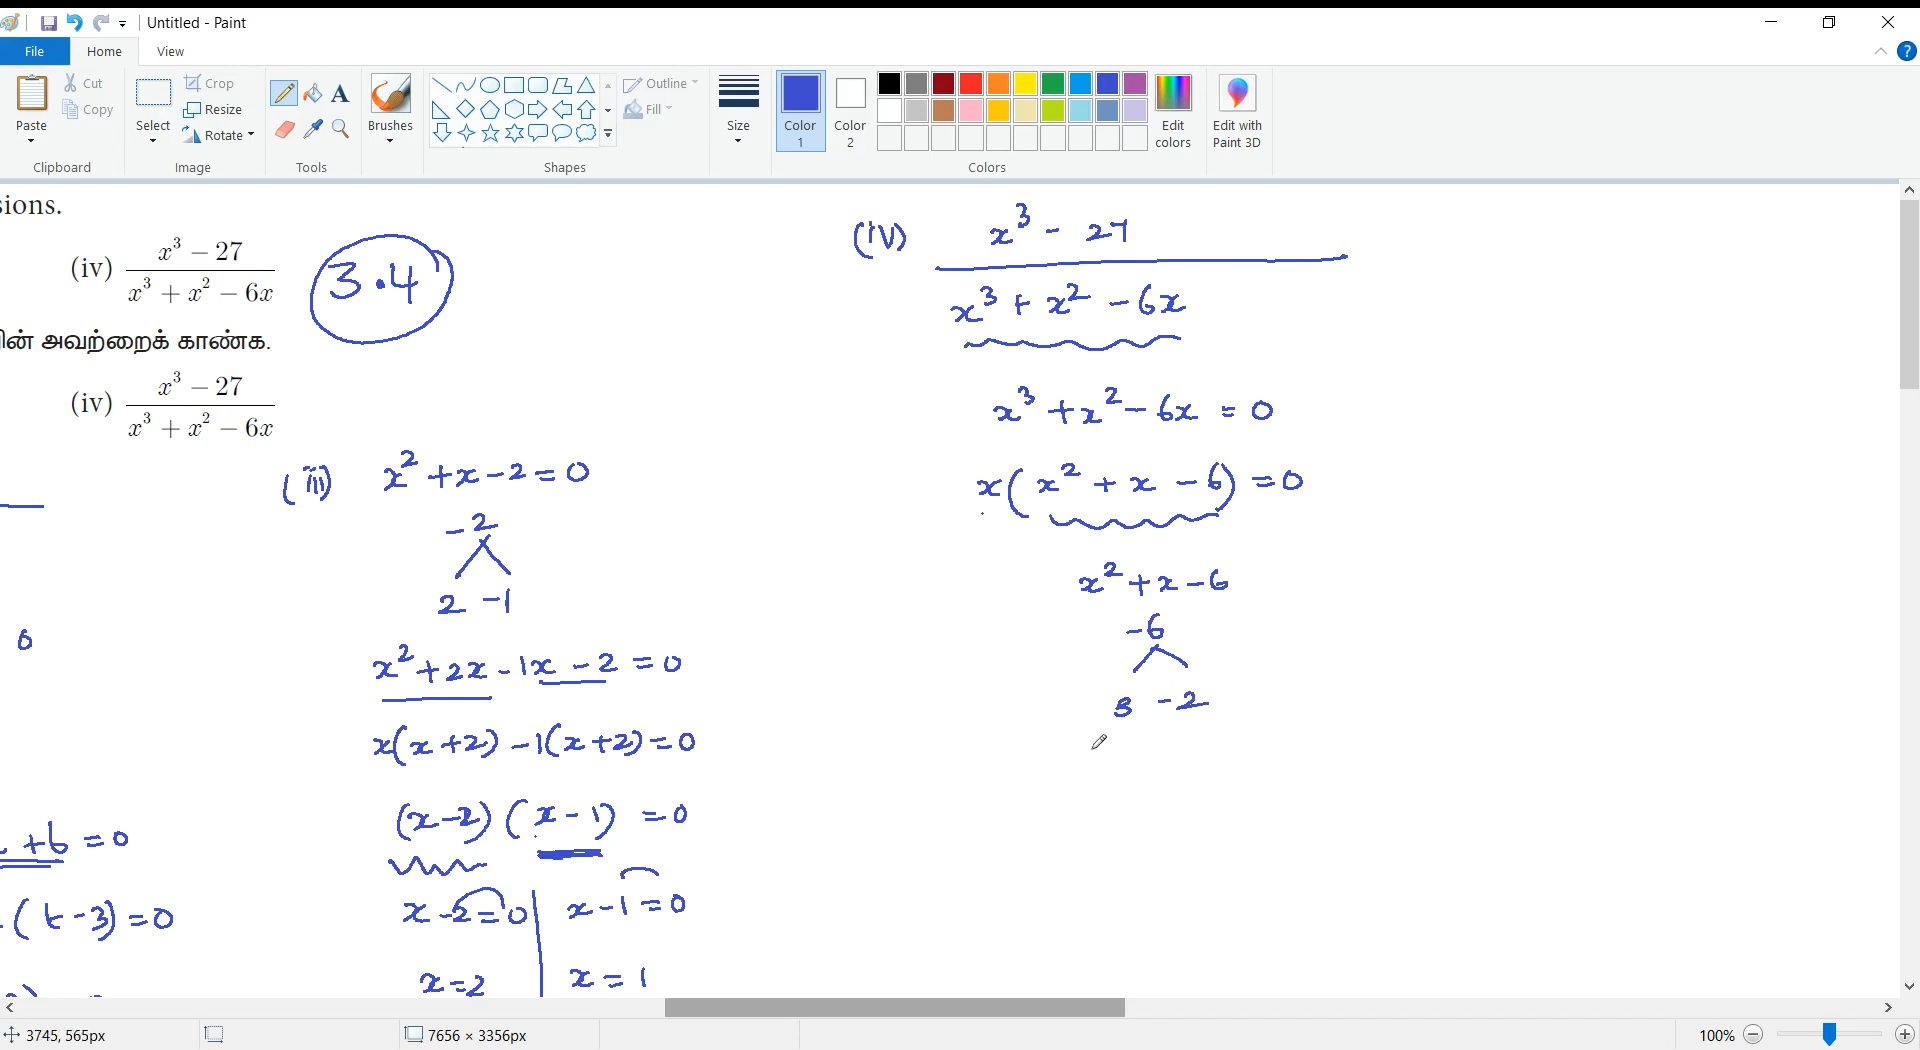 Untitled - Paint
File Home View
Paste
Cut
Copy
Clipboard
Select
Crop
Resize
Rotate
Image
Tools
Brushes
Shapes
Outline
Fill
Size
Color 1
Color 2
Edit colors
Edit with Paint 3D
Colors
sions.
(iv) x³ − 27
x³ + x² − 6x
3.4
ின் அவற்றைக் காண்க.
(iv) x³ − 27
x³ + x² − 6x
6
+6 = 0
(t-3) = 0
(iii) x² + x - 2 = 0
-2
2 -1
x² + 2x - 1x - 2 = 0
x(x + 2) - 1(x + 2) = 0
(x - 2) (x - 1) = 0
x - 2 = 0 x - 1 = 0
x = 2 x = 1
(iv) x³ - 27
x³ + x² - 6x
x³ + x² - 6x = 0
x(x² + x - 6) = 0
x² + x - 6
-6
3 -2
3745, 565px
7656 × 3356px
100%